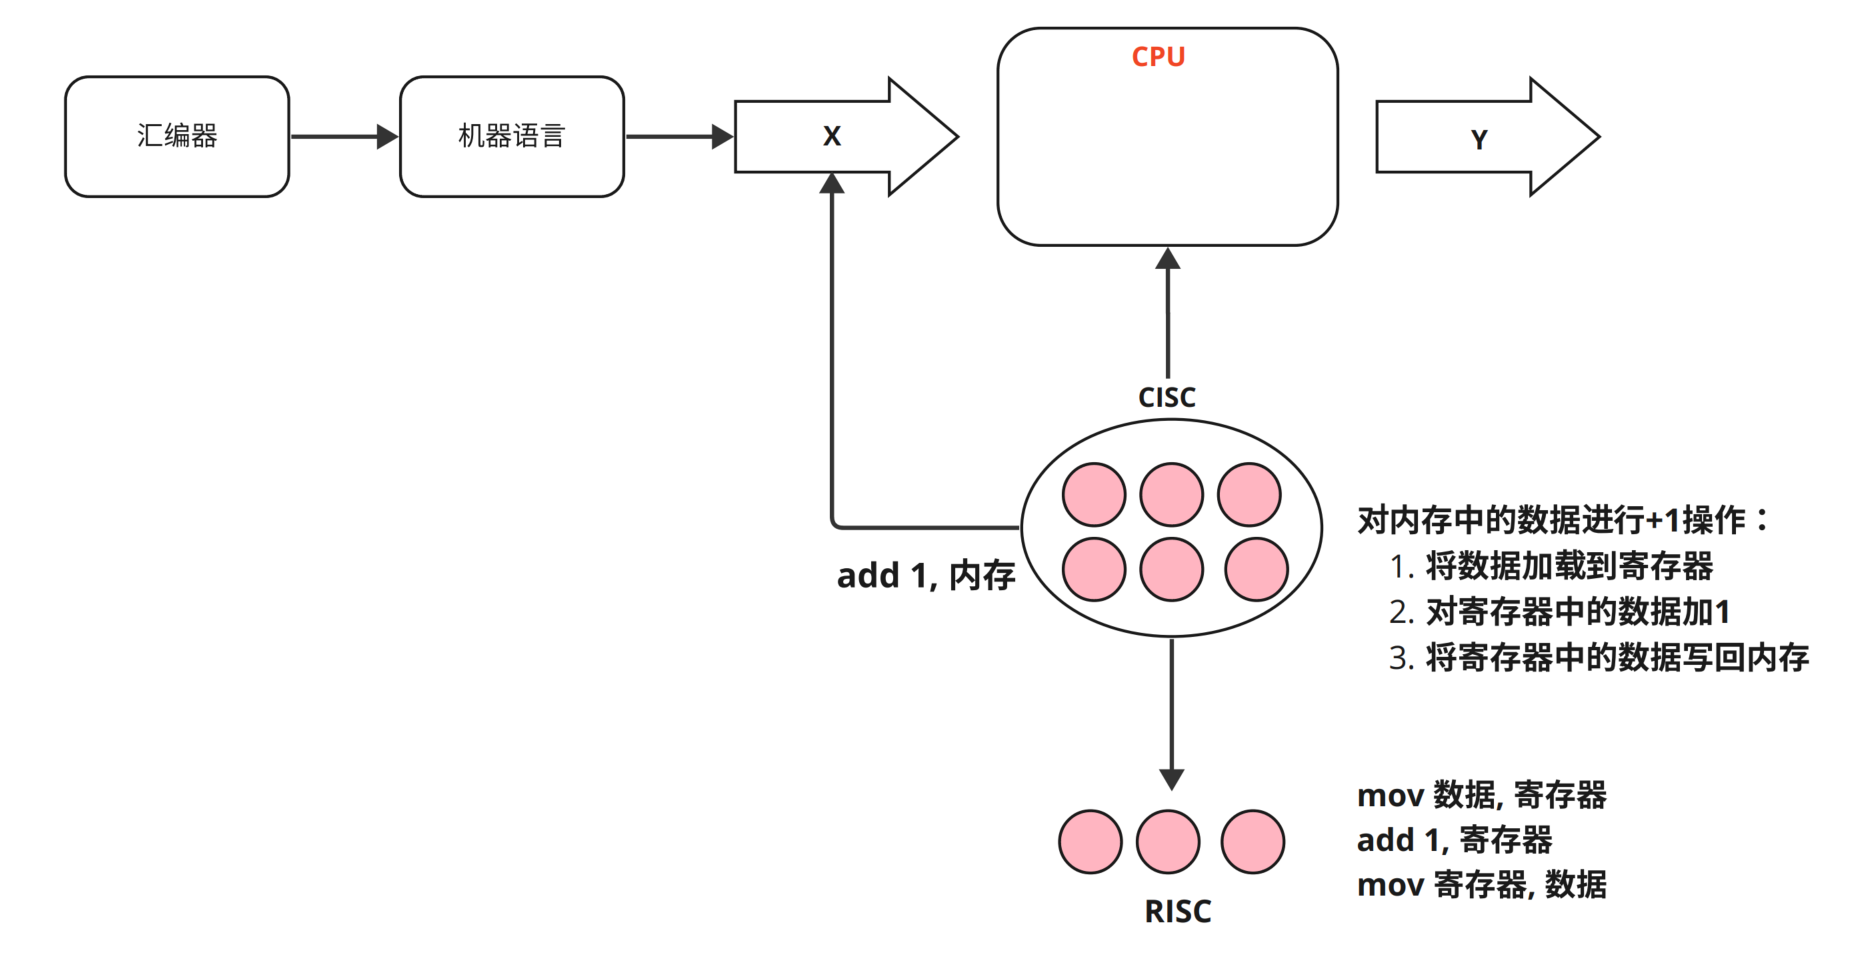 CPU
汇编器
机器语言
X
Y
CISC
add 1, 内存
对内存中的数据进行+1操作：
1. 将数据加载到寄存器
2. 对寄存器中的数据加1
3. 将寄存器中的数据写回内存
mov 数据, 寄存器
add 1, 寄存器
mov 寄存器, 数据
RISC